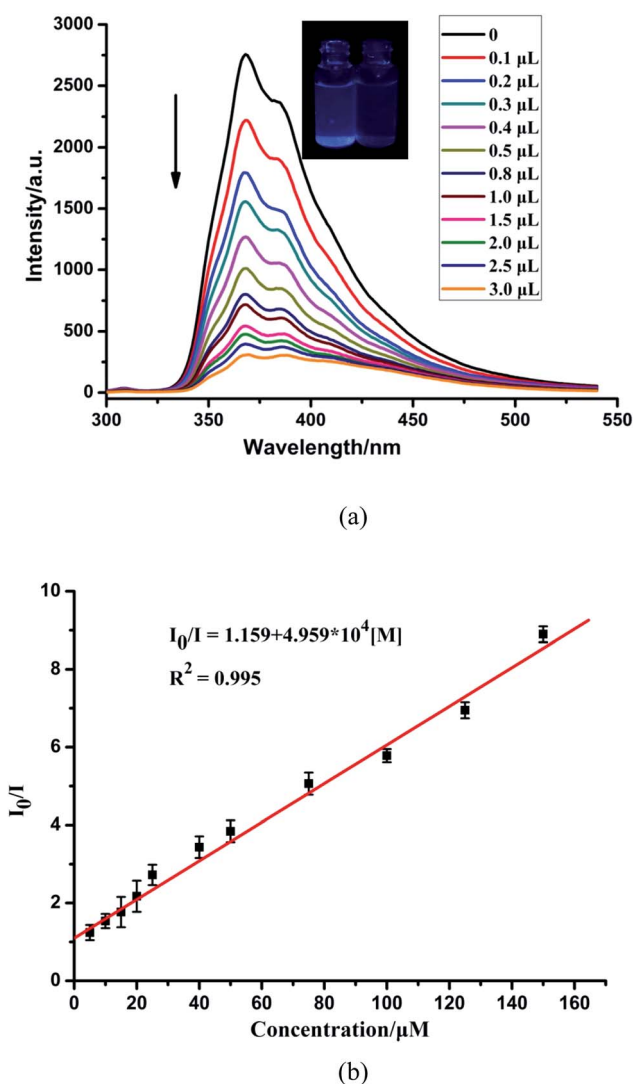 3000
2500
2000
1500
1000
500
0
Intensity/a.u.
0
0.1 μL
0.2 μL
0.3 μL
0.4 μL
0.5 μL
0.8 μL
1.0 μL
1.5 μL
2.0 μL
2.5 μL
3.0 μL
300 350 400 450 500 550
Wavelength/nm
(a)
10
8
6
4
2
0
I0/I
I0/I = 1.159+4.959*10^4[M]
R^2 = 0.995
0 20 40 60 80 100 120 140 160
Concentration/μM
(b)